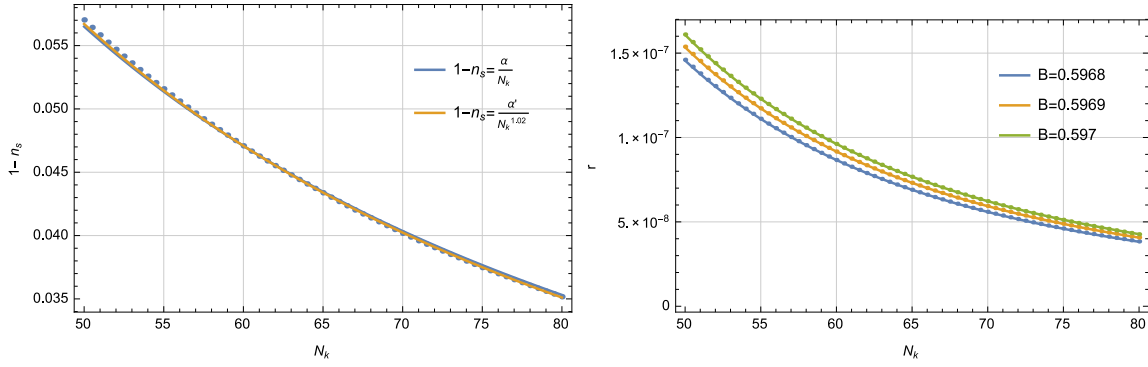 0.055
0.050
0.045
0.040
0.035
50 55 60 65 70 75 80
N_k
1- n_s
1-n_s= α/N_k
1-n_s= α'/N_k^1.02
1.5×10^-7
1.×10^-7
5.×10^-8
0
50 55 60 65 70 75 80
N_k
r
B=0.5968
B=0.5969
B=0.597